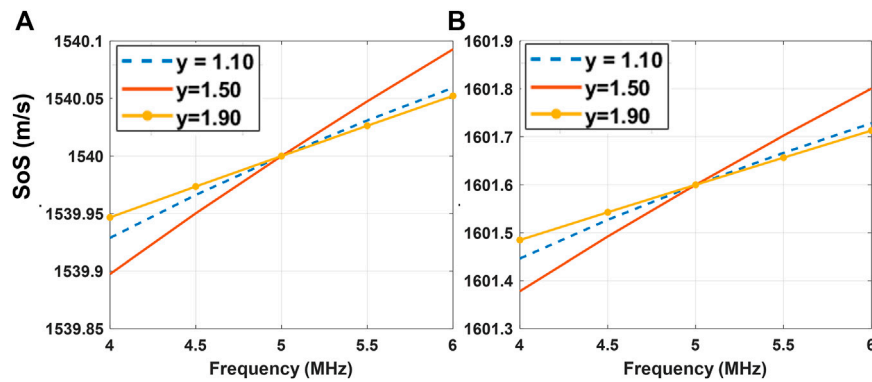 A
SoS (m/s)
1540.1
1540.05
1540
1539.95
1539.9
1539.85
y = 1.10
y=1.50
y=1.90
4
4.5
5
5.5
6
Frequency (MHz)
B
1601.9
1601.8
1601.7
1601.6
1601.5
1601.4
1601.3
y = 1.10
y=1.50
y=1.90
4
4.5
5
5.5
6
Frequency (MHz)